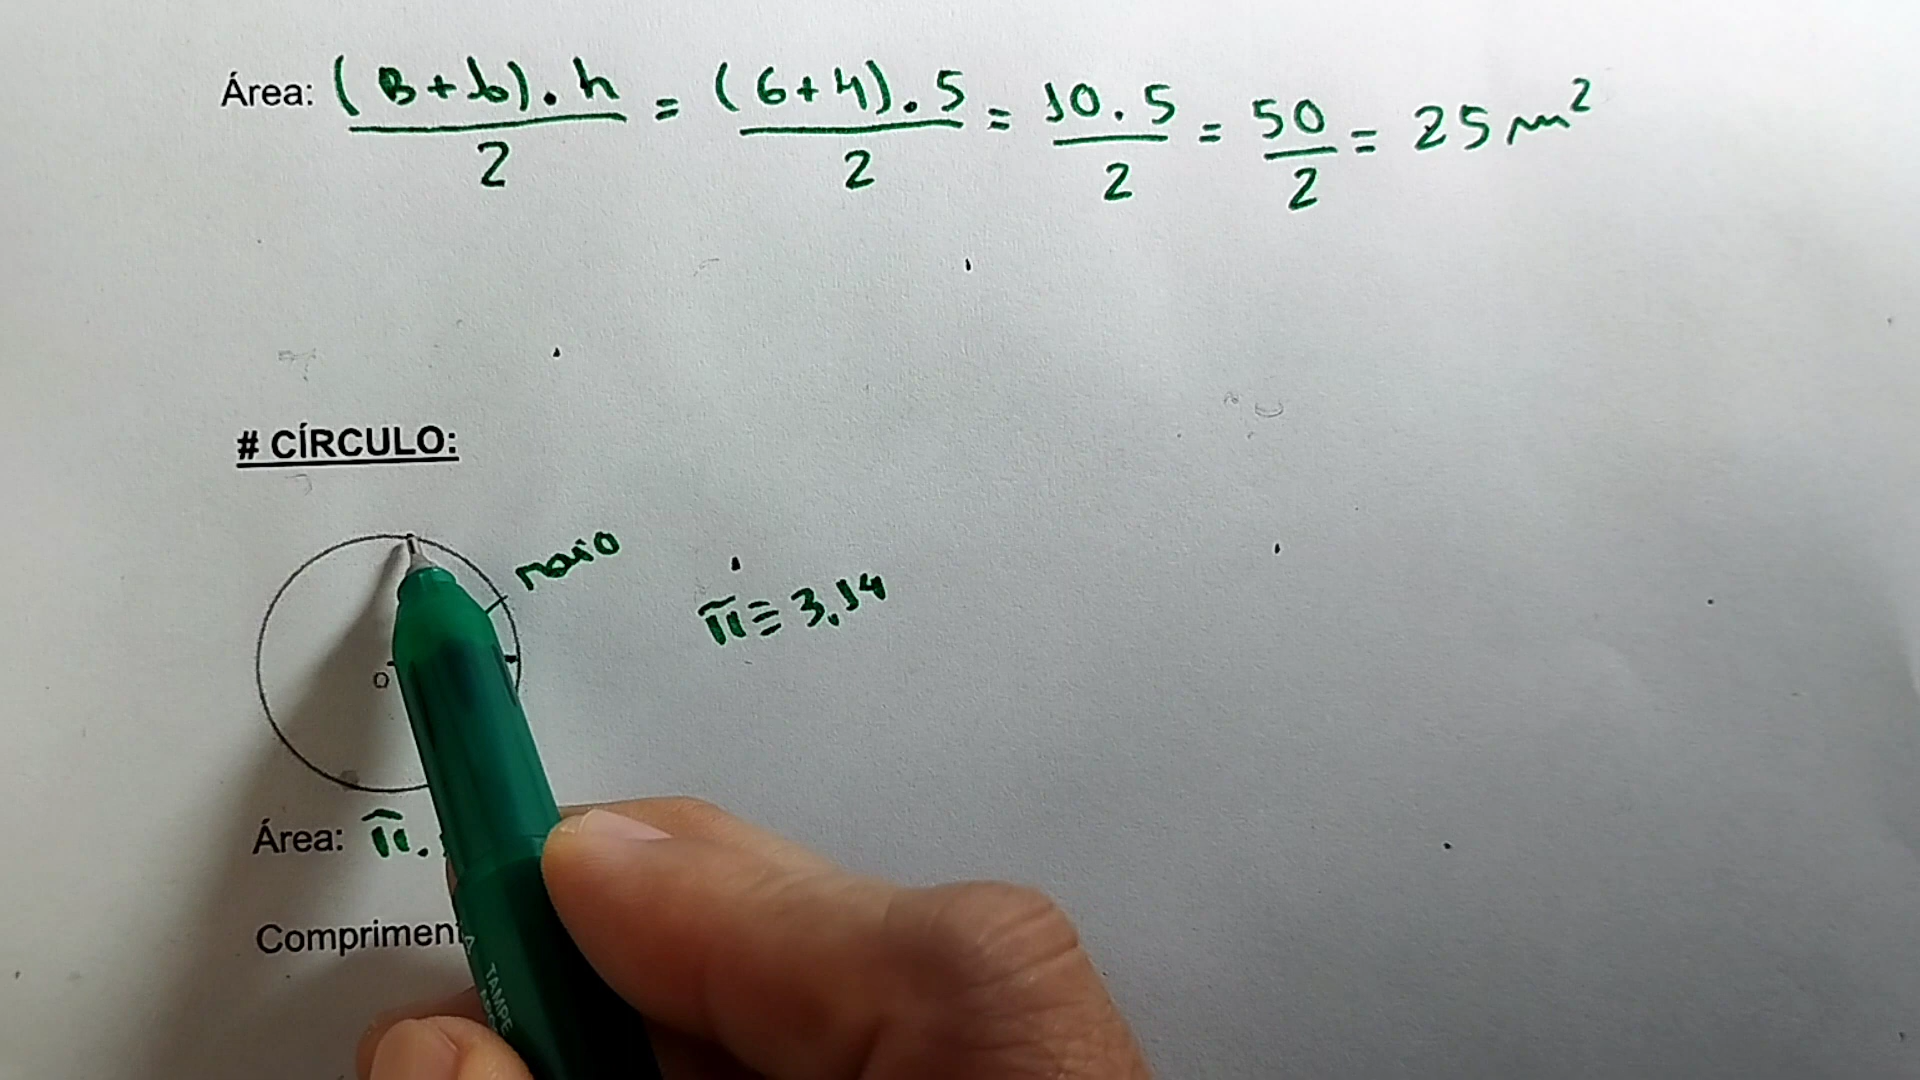 Área: (B+b).h/2 = (6+4).5/2 = 10.5/2 = 50/2 = 25 m²
# CÍRCULO:
raio
π ≅ 3,14
O
Área: π.
Compriment
TAMPE